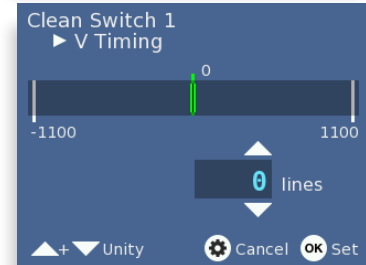 Clean Switch 1
► V Timing
0
-1100 1100
0 lines
▲+▼ Unity Cancel OK Set